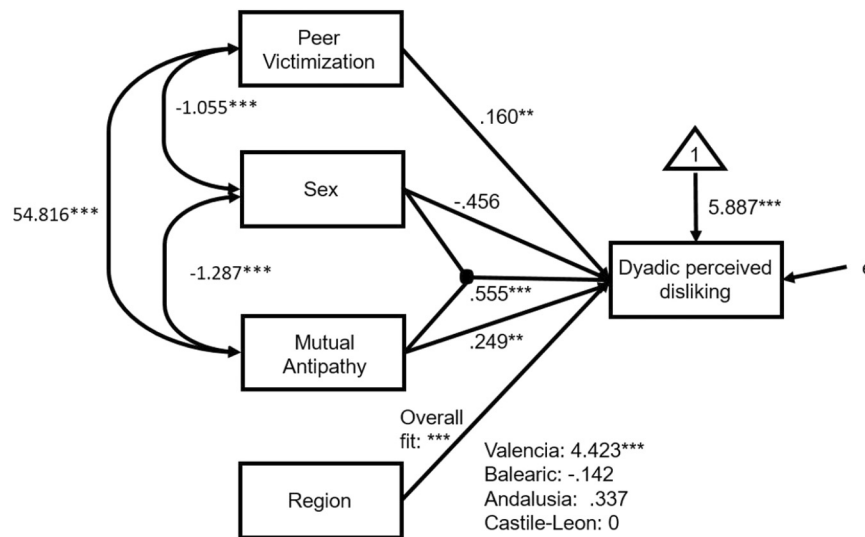 Peer
Victimization
-1.055***
.160**
1
Sex
54.816***
-.456
5.887***
Dyadic perceived
disliking
e
-1.287***
.555***
Mutual
Antipathy
.249**
Overall
fit: ***
Region
Valencia: 4.423***
Balearic: -.142
Andalusia: .337
Castile-Leon: 0